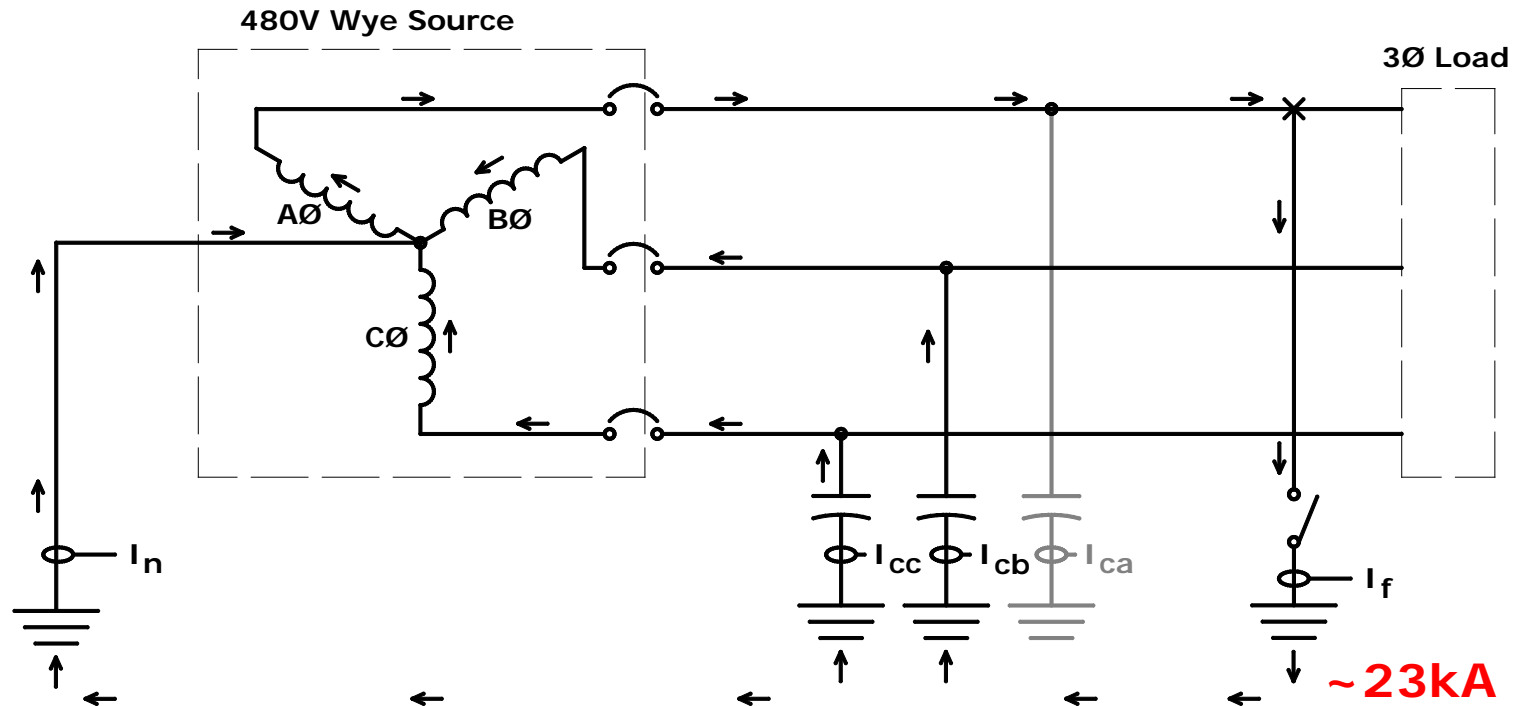 480V Wye Source
3Ø Load
AØ
BØ
CØ
In
Icc
Icb
Ica
If
~23kA